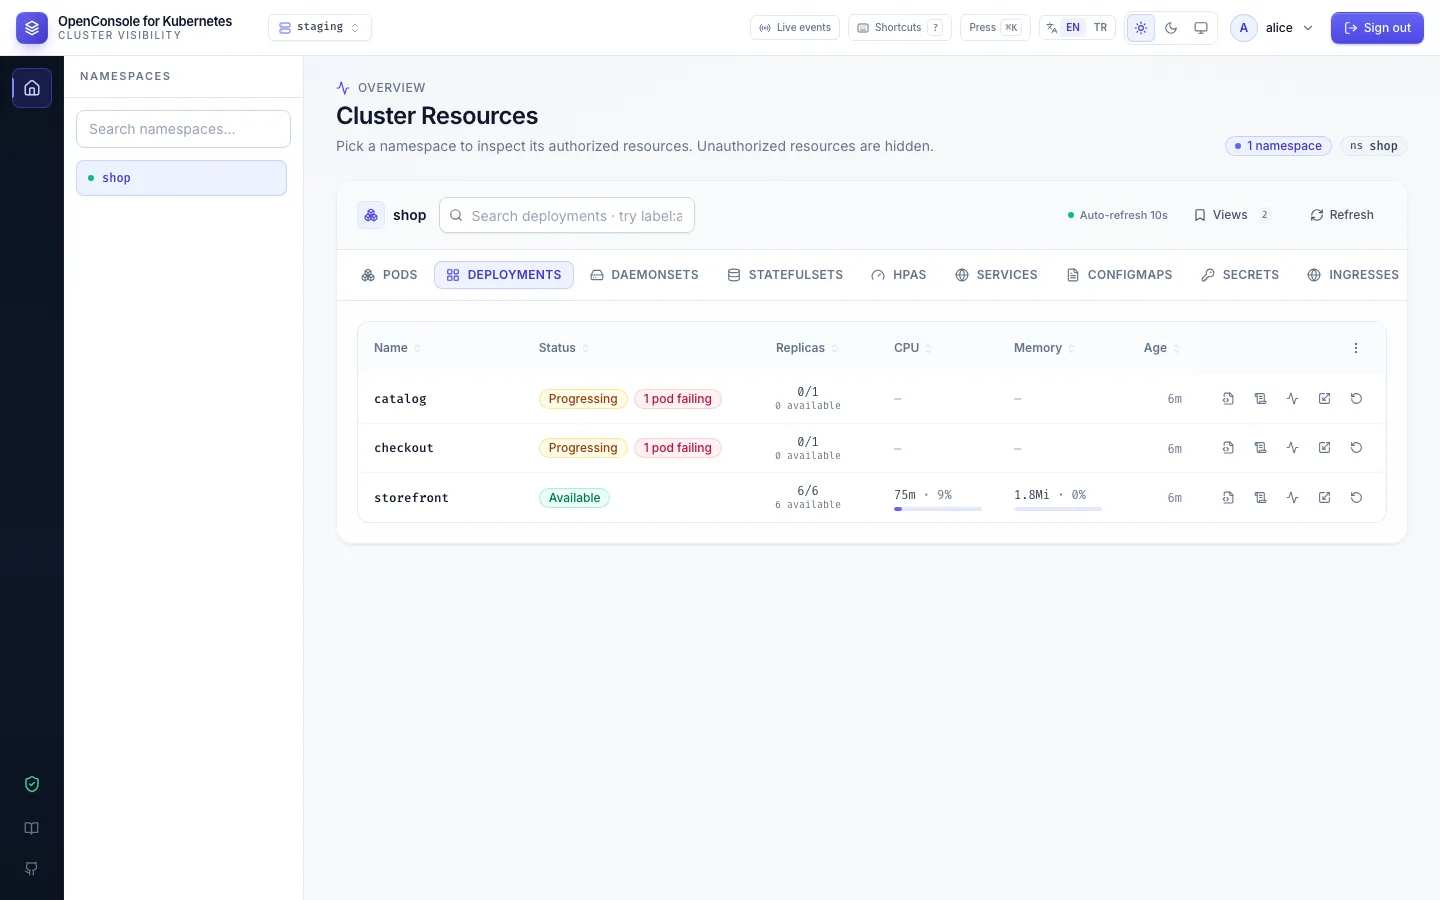 OpenConsole for Kubernetes
CLUSTER VISIBILITY
staging
Live events
Shortcuts ?
Press ⌘K
EN TR
A alice
Sign out
NAMESPACES
Search namespaces...
shop
OVERVIEW
Cluster Resources
Pick a namespace to inspect its authorized resources. Unauthorized resources are hidden.
1 namespace
ns shop
shop
Search deployments · try label:a
Auto-refresh 10s
Views 2
Refresh
PODS DEPLOYMENTS DAEMONSETS STATEFULSETS HPAS SERVICES CONFIGMAPS SECRETS INGRESSES
Name Status Replicas CPU Memory Age
catalog Progressing 1 pod failing 0/1 – – 6m
0 available
checkout Progressing 1 pod failing 0/1 – – 6m
0 available
storefront Available 6/6 75m · 9% 1.8Mi · 0% 6m
6 available